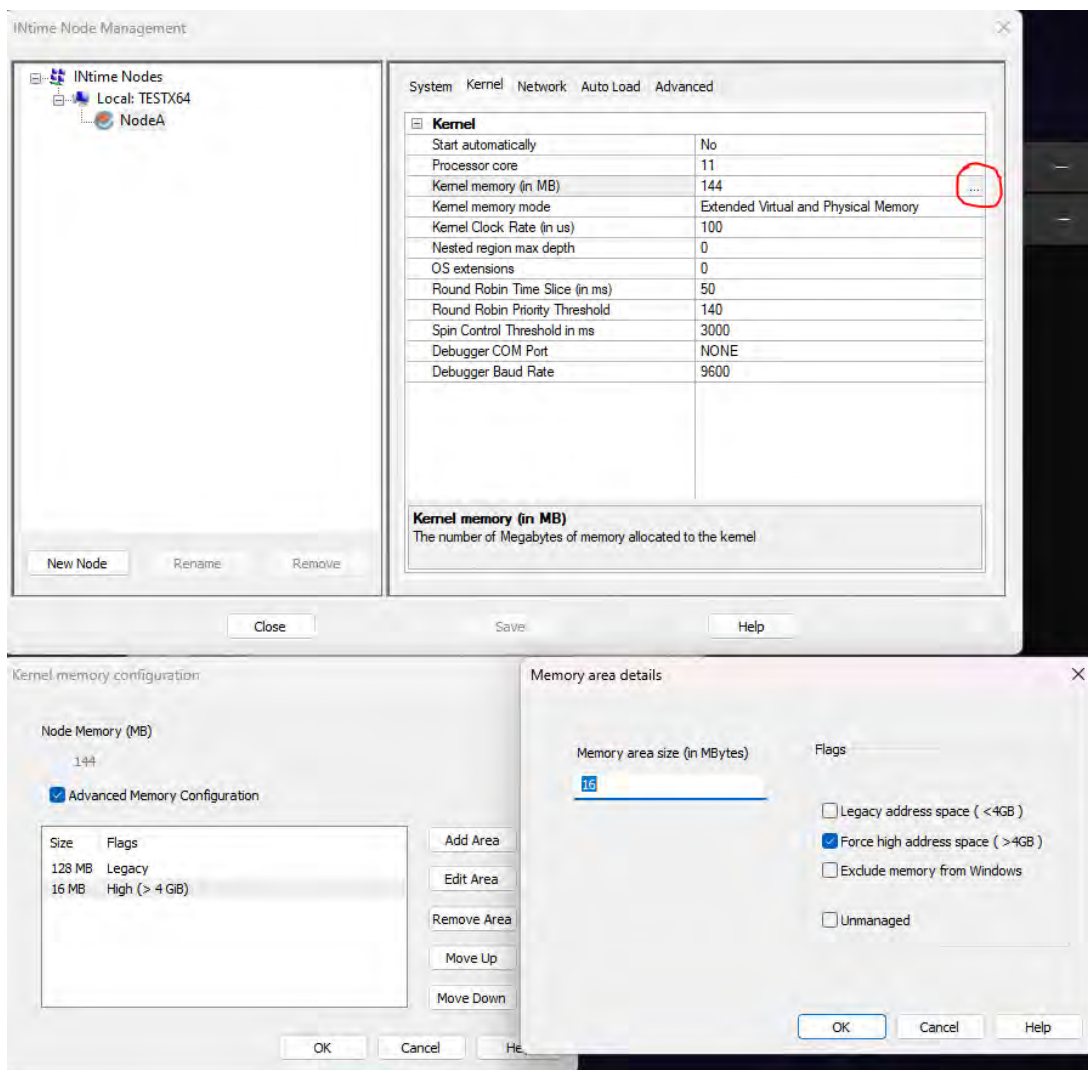 INtime Node Management
INtime Nodes
Local: TESTX64
NodeA
New Node Rename Remove
System Kernel Network Auto Load Advanced
Kernel
Start automatically No
Processor core 11
Kernel memory (in MB) 144 ...
Kernel memory mode Extended Virtual and Physical Memory
Kernel Clock Rate (in us) 100
Nested region max depth 0
OS extensions 0
Round Robin Time Slice (in ms) 50
Round Robin Priority Threshold 140
Spin Control Threshold in ms 3000
Debugger COM Port NONE
Debugger Baud Rate 9600
Kernel memory (in MB)
The number of Megabytes of memory allocated to the kernel
Close Save Help
Kernel memory configuration
Node Memory (MB)
144
Advanced Memory Configuration
Size Flags
128 MB Legacy
16 MB High (> 4 GiB)
Add Area
Edit Area
Remove Area
Move Up
Move Down
OK Cancel He
Memory area details
Memory area size (in MBytes)
16
Flags
Legacy address space ( <4GB )
Force high address space ( >4GB )
Exclude memory from Windows
Unmanaged
OK Cancel Help